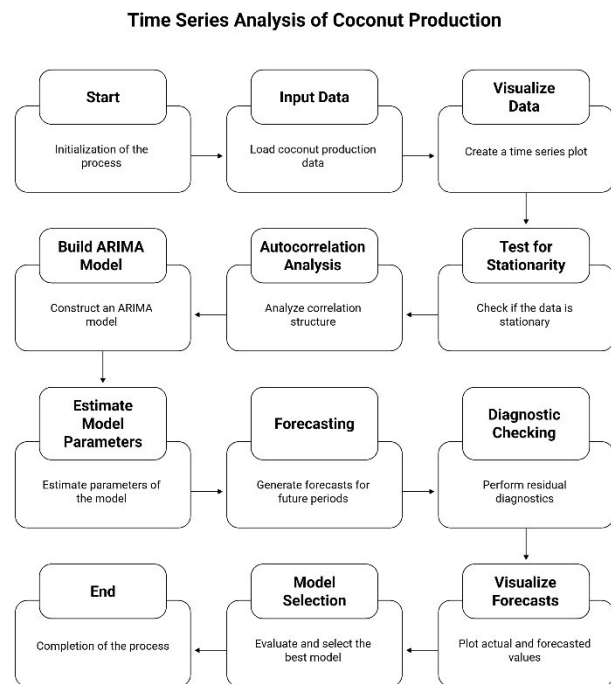 Time Series Analysis of Coconut Production
Start
Initialization of the
process
Input Data
Load coconut production
data
Visualize
Data
Create a time series plot
Test for
Stationarity
Check if the data is
stationary
Autocorrelation
Analysis
Analyze correlation
structure
Build ARIMA
Model
Construct an ARIMA
model
Estimate
Model
Parameters
Estimate parameters of
the model
Forecasting
Generate forecasts for
future periods
Diagnostic
Checking
Perform residual
diagnostics
Visualize
Forecasts
Plot actual and forecasted
values
Model
Selection
Evaluate and select the
best model
End
Completion of the process